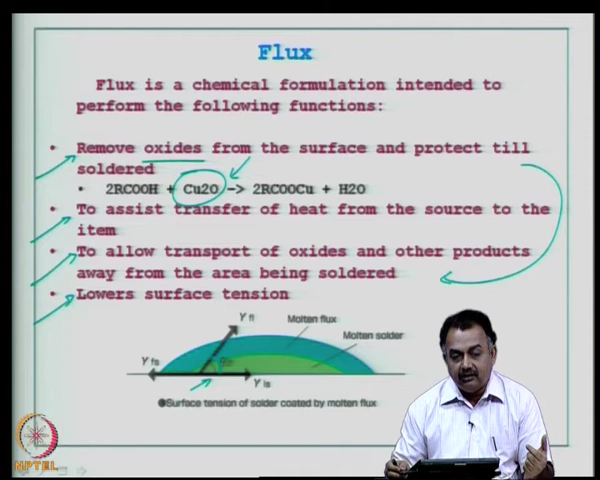 Flux
Flux is a chemical formulation intended to
perform the following functions:
• Remove oxides from the surface and protect till
soldered
• 2RCOOH + Cu2O -> 2RCOOCu + H2O
• To assist transfer of heat from the source to the
item
• To allow transport of oxides and other products
away from the area being soldered
• Lowers surface tension
γ fl
Molten flux
Molten solder
γ fs
γ ls
Surface tension of solder coated by molten flux
NPTEL